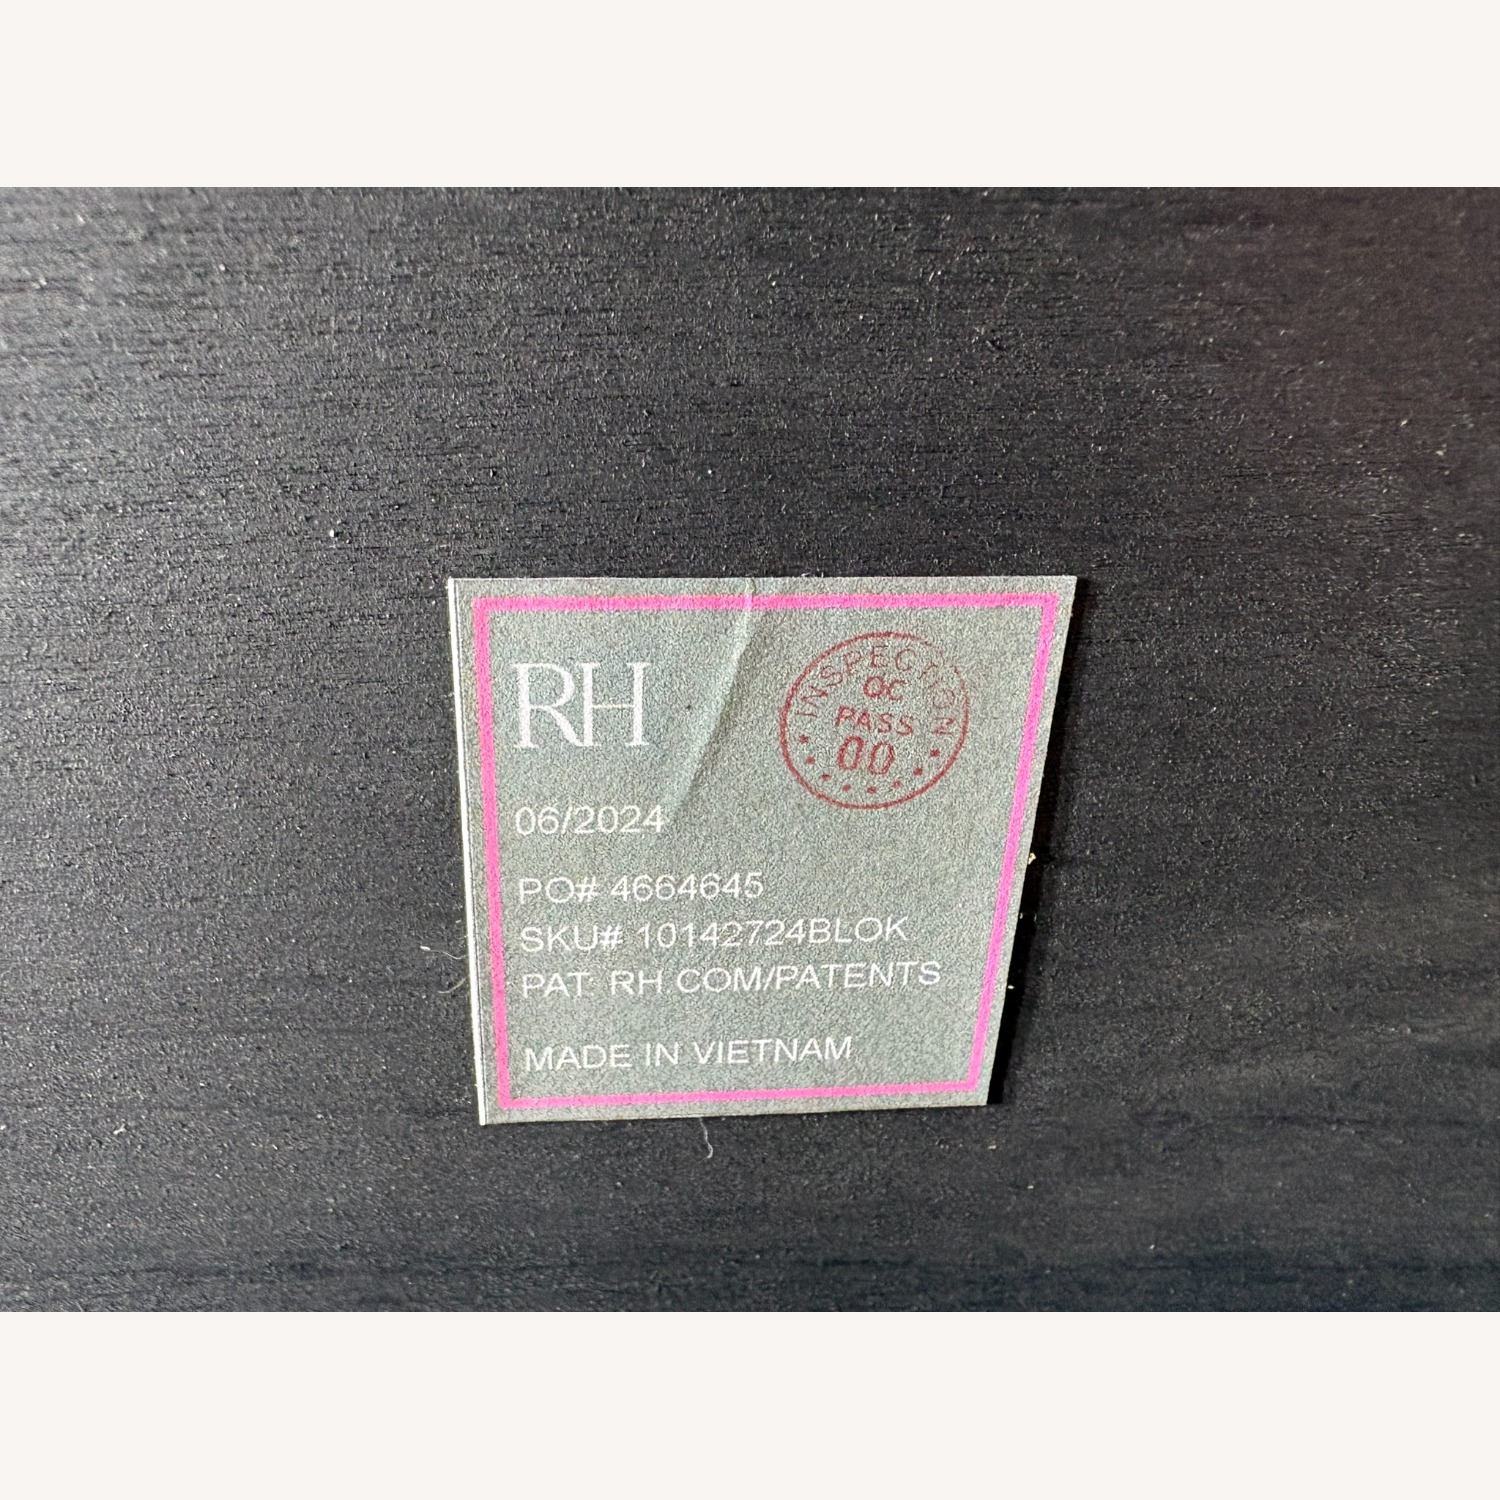 RH
INSPECTION
QC
PASS
00
06/2024
PO# 4664645
SKU# 10142724BLOK
PAT: RH COM/PATENTS
MADE IN VIETNAM